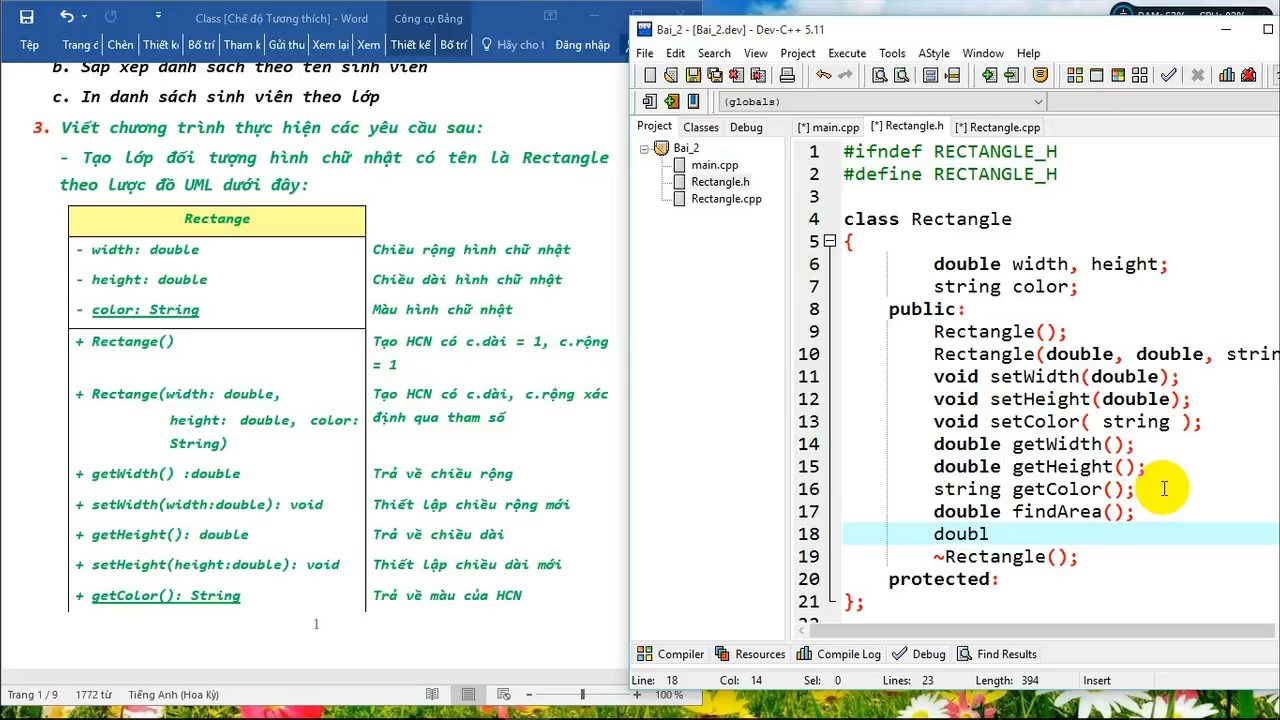 Class [Chế độ Tương thích] - Word
Công cụ Bảng
Tệp
Trang đ
Chèn
Thiết k
Bố trí
Tham k
Gửi thu
Xem lại
Xem
Thiết kế
Bố trí
Hãy cho t
Đăng nhập
b. Sắp xếp danh sách theo tên sinh viên
c. In danh sách sinh viên theo lớp
3. Viết chương trình thực hiện các yêu cầu sau:
- Tạo lớp đối tượng hình chữ nhật có tên là Rectangle
theo lược đồ UML dưới đây:
Rectange
- width: double Chiều rộng hình chữ nhật
- height: double Chiều dài hình chữ nhật
- color: String Màu hình chữ nhật
+ Rectange() Tạo HCN có c.dài = 1, c.rộng
= 1
+ Rectange(width: double, Tạo HCN có c.dài, c.rộng xác
height: double, color: định qua tham số
String)
+ getWidth() :double Trả về chiều rộng
+ setWidth(width:double): void Thiết lập chiều rộng mới
+ getHeight(): double Trả về chiều dài
+ setHeight(height:double): void Thiết lập chiều dài mới
+ getColor(): String Trả về màu của HCN
1
Trang 1 / 9 1772 từ Tiếng Anh (Hoa Kỳ) 100 %
Bai_2 - [Bai_2.dev] - Dev-C++ 5.11
File Edit Search View Project Execute Tools AStyle Window Help
(globals)
Project Classes Debug
[*] main.cpp [*] Rectangle.h [*] Rectangle.cpp
Bai_2
main.cpp
Rectangle.h
Rectangle.cpp
1 #ifndef RECTANGLE_H
2 #define RECTANGLE_H
3
4 class Rectangle
5 {
6 double width, height;
7 string color;
8 public:
9 Rectangle();
10 Rectangle(double, double, strin
11 void setWidth(double);
12 void setHeight(double);
13 void setColor( string );
14 double getWidth();
15 double getHeight();
16 string getColor();
17 double findArea();
18 doubl
19 ~Rectangle();
20 protected:
21 };
Compiler Resources Compile Log Debug Find Results
Line: 18 Col: 14 Sel: 0 Lines: 23 Length: 394 Insert